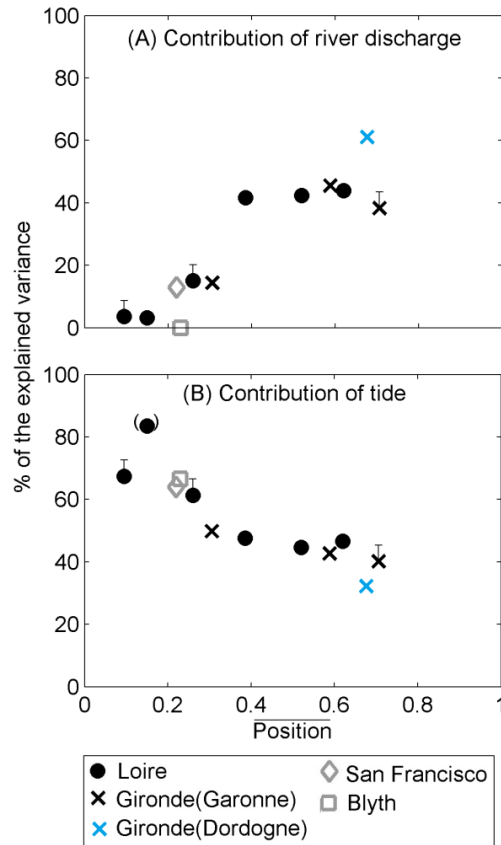 100
(A) Contribution of river discharge
80
60
40
20
0
% of the explained variance
100
(B) Contribution of tide
80
( )
60
40
20
0
0 0.2 0.4 0.6 0.8 1
Position
Loire
San Francisco
Gironde(Garonne)
Blyth
Gironde(Dordogne)